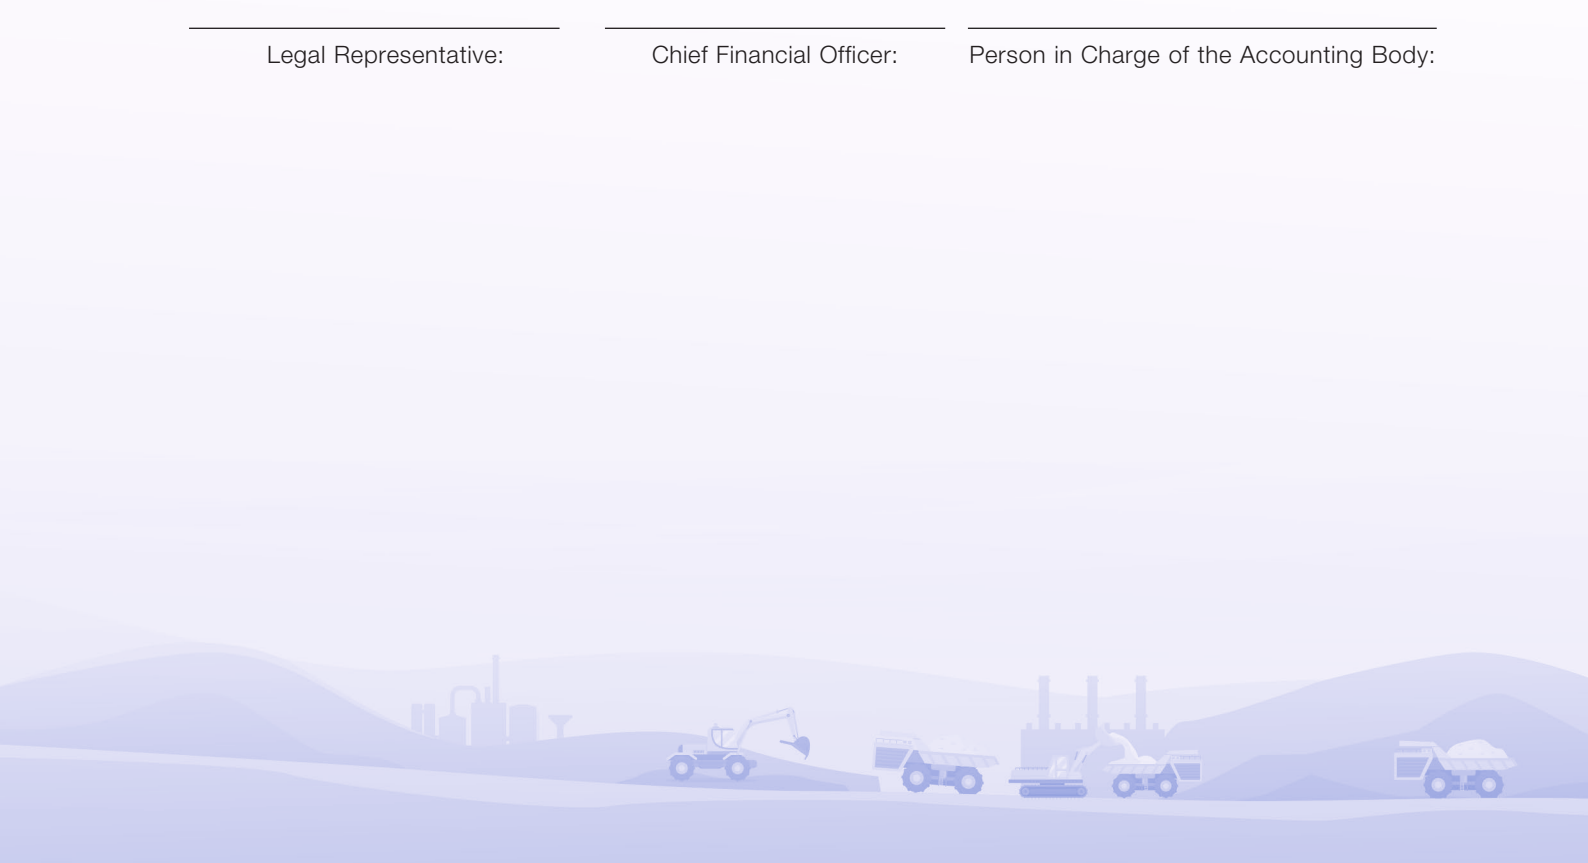 Legal Representative: Chief Financial Officer: Person in Charge of the Accounting Body: